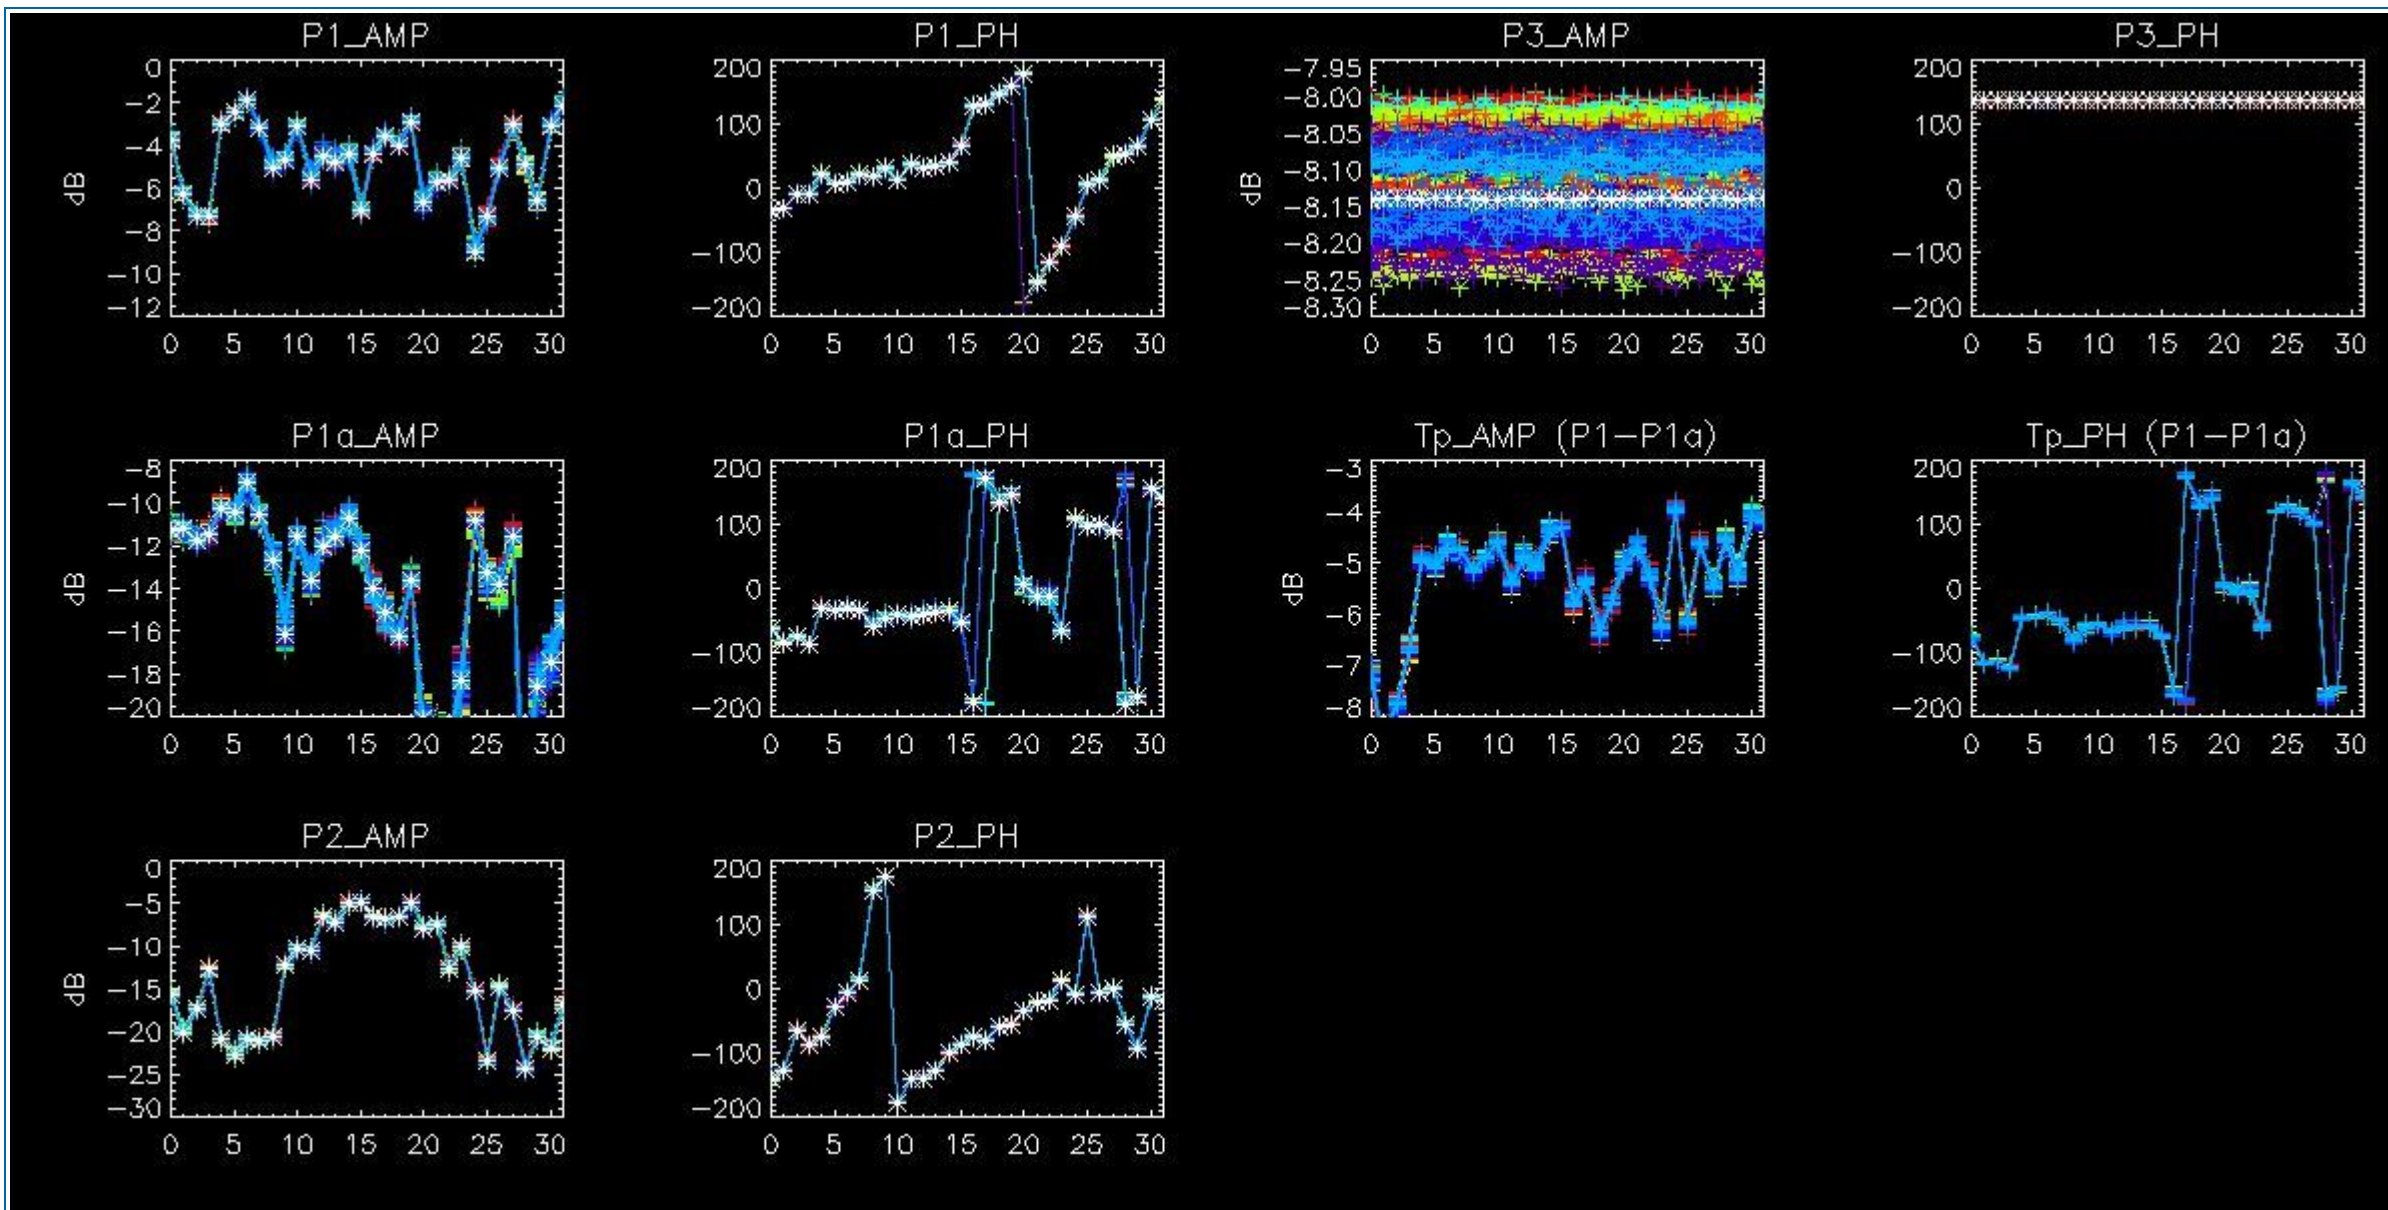 P1_AMP P1_PH P3_AMP P3_PH
0 200 -7.95 200
-2 100 -8.00 100
-4 0 -8.05 0
-6 -100 -8.10 -100
-8 -200 -8.15 -200
-10 -8.20
-12 -8.25
-8.30
dB dB
0 5 10 15 20 25 30 0 5 10 15 20 25 30 0 5 10 15 20 25 30 0 5 10 15 20 25 30
P1a_AMP P1a_PH Tp_AMP (P1-P1a) Tp_PH (P1-P1a)
-8 200 -3 200
-10 100 -4 100
-12 0 -5 0
-14 -100 -6 -100
-16 -200 -7 -200
-18 -8
-20
dB dB
0 5 10 15 20 25 30 0 5 10 15 20 25 30 0 5 10 15 20 25 30 0 5 10 15 20 25 30
P2_AMP P2_PH
0 200
-5 100
-10 0
-15 -100
-20 -200
-25
-30
dB
0 5 10 15 20 25 30 0 5 10 15 20 25 30